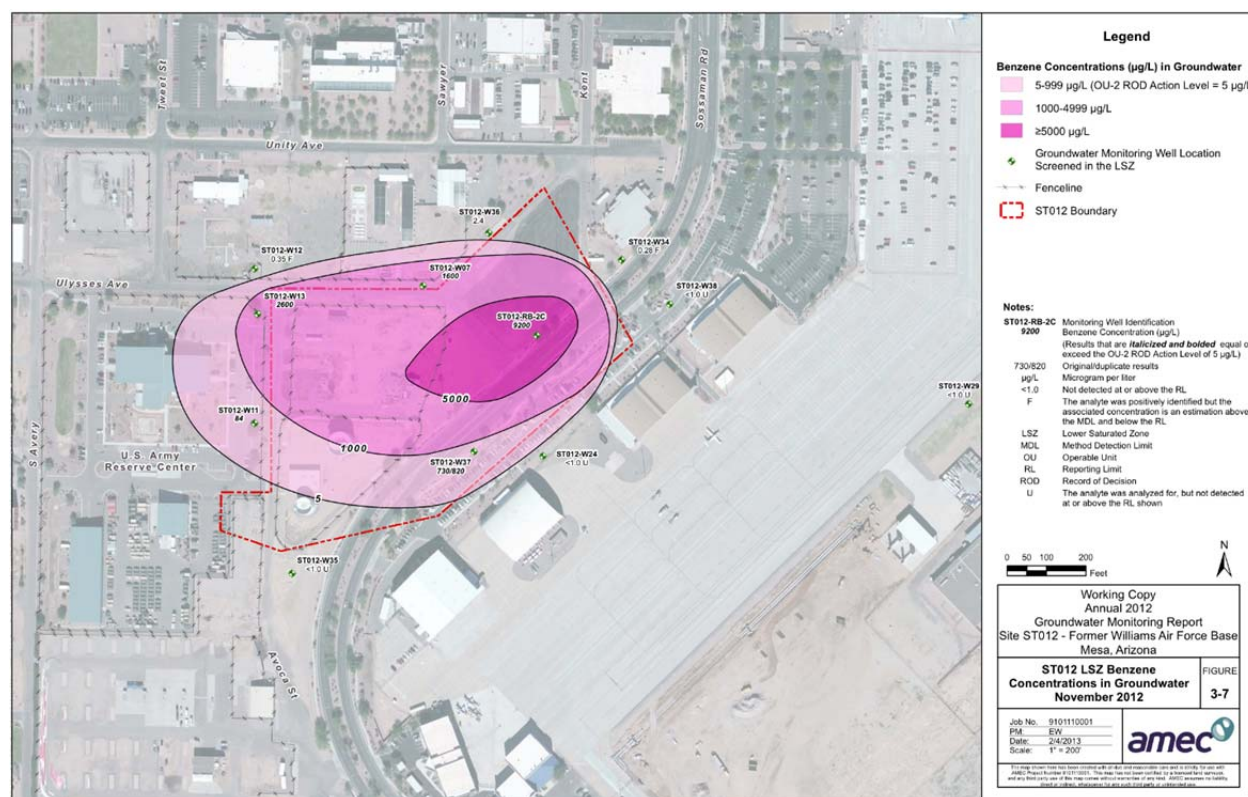 Tweet St
Sawyer
Kent
Sossaman Rd
Unity Ave
ST012-W36
2.4
ST012-W34
0.28 F
ST012-W12
0.35 F
ST012-W07
1600
Ulysses Ave
ST012-W38
<1.0 U
ST012-W13
2600
ST012-RB-2C
9200
5000
ST012-W29
<1.0 U
ST012-W11
84
S Avery
1000
U.S. Army
Reserve Center
ST012-W37
730/820
ST012-W24
<1.0 U
5
ST012-W35
<1.0 U
Avoca St
Legend
Benzene Concentrations (µg/L) in Groundwater
5-999 µg/L (OU-2 ROD Action Level = 5 µg/L
1000-4999 µg/L
≥5000 µg/L
Groundwater Monitoring Well Location
Screened in the LSZ
Fenceline
ST012 Boundary
Notes:
ST012-RB-2C Monitoring Well Identification
9200 Benzene Concentration (µg/L)
(Results that are italicized and bolded equal o
exceed the OU-2 ROD Action Level of 5 µg/L)
730/820 Original/duplicate results
µg/L Microgram per liter
<1.0 Not detected at or above the RL
F The analyte was positively identified but the
associated concentration is an estimation above
the MDL and below the RL
LSZ Lower Saturated Zone
MDL Method Detection Limit
OU Operable Unit
RL Reporting Limit
ROD Record of Decision
U The analyte was analyzed for, but not detected
at or above the RL shown
N
0 50 100 200
Feet
Working Copy
Annual 2012
Groundwater Monitoring Report
Site ST012 - Former Williams Air Force Base
Mesa, Arizona
ST012 LSZ Benzene
Concentrations in Groundwater
November 2012
FIGURE
3-7
Job No. 9101110001
PM: EW
Date: 2/4/2013
Scale: 1" = 200'
amec